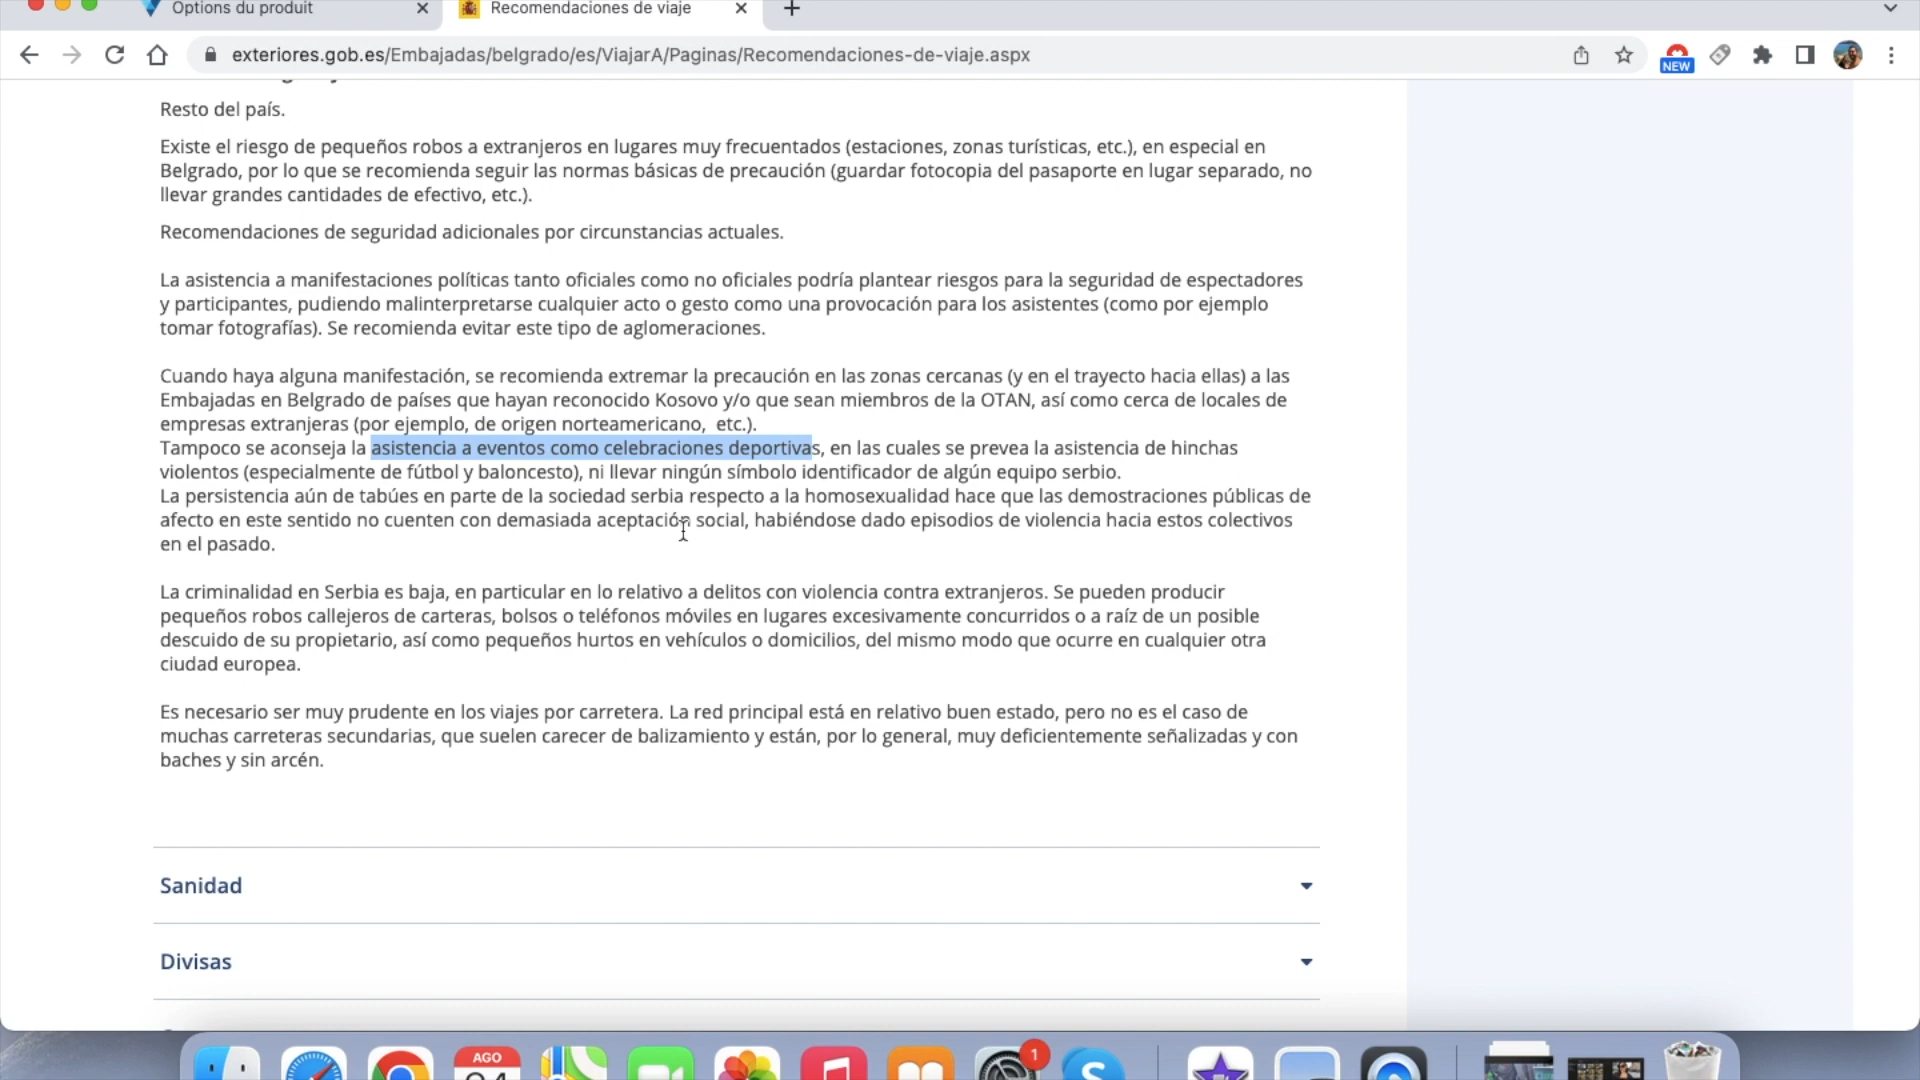 Options du produit
Recomendaciones de viaje
exteriores.gob.es/Embajadas/belgrado/es/ViajarA/Paginas/Recomendaciones-de-viaje.aspx
NEW
Resto del país.
Existe el riesgo de pequeños robos a extranjeros en lugares muy frecuentados (estaciones, zonas turísticas, etc.), en especial en
Belgrado, por lo que se recomienda seguir las normas básicas de precaución (guardar fotocopia del pasaporte en lugar separado, no
llevar grandes cantidades de efectivo, etc.).
Recomendaciones de seguridad adicionales por circunstancias actuales.
La asistencia a manifestaciones políticas tanto oficiales como no oficiales podría plantear riesgos para la seguridad de espectadores
y participantes, pudiendo malinterpretarse cualquier acto o gesto como una provocación para los asistentes (como por ejemplo
tomar fotografías). Se recomienda evitar este tipo de aglomeraciones.
Cuando haya alguna manifestación, se recomienda extremar la precaución en las zonas cercanas (y en el trayecto hacia ellas) a las
Embajadas en Belgrado de países que hayan reconocido Kosovo y/o que sean miembros de la OTAN, así como cerca de locales de
empresas extranjeras (por ejemplo, de origen norteamericano,  etc.).
Tampoco se aconseja la asistencia a eventos como celebraciones deportivas, en las cuales se prevea la asistencia de hinchas
violentos (especialmente de fútbol y baloncesto), ni llevar ningún símbolo identificador de algún equipo serbio.
La persistencia aún de tabúes en parte de la sociedad serbia respecto a la homosexualidad hace que las demostraciones públicas de
afecto en este sentido no cuenten con demasiada aceptación social, habiéndose dado episodios de violencia hacia estos colectivos
en el pasado.
La criminalidad en Serbia es baja, en particular en lo relativo a delitos con violencia contra extranjeros. Se pueden producir
pequeños robos callejeros de carteras, bolsos o teléfonos móviles en lugares excesivamente concurridos o a raíz de un posible
descuido de su propietario, así como pequeños hurtos en vehículos o domicilios, del mismo modo que ocurre en cualquier otra
ciudad europea.
Es necesario ser muy prudente en los viajes por carretera. La red principal está en relativo buen estado, pero no es el caso de
muchas carreteras secundarias, que suelen carecer de balizamiento y están, por lo general, muy deficientemente señalizadas y con
baches y sin arcén.
Sanidad
Divisas
AGO
1